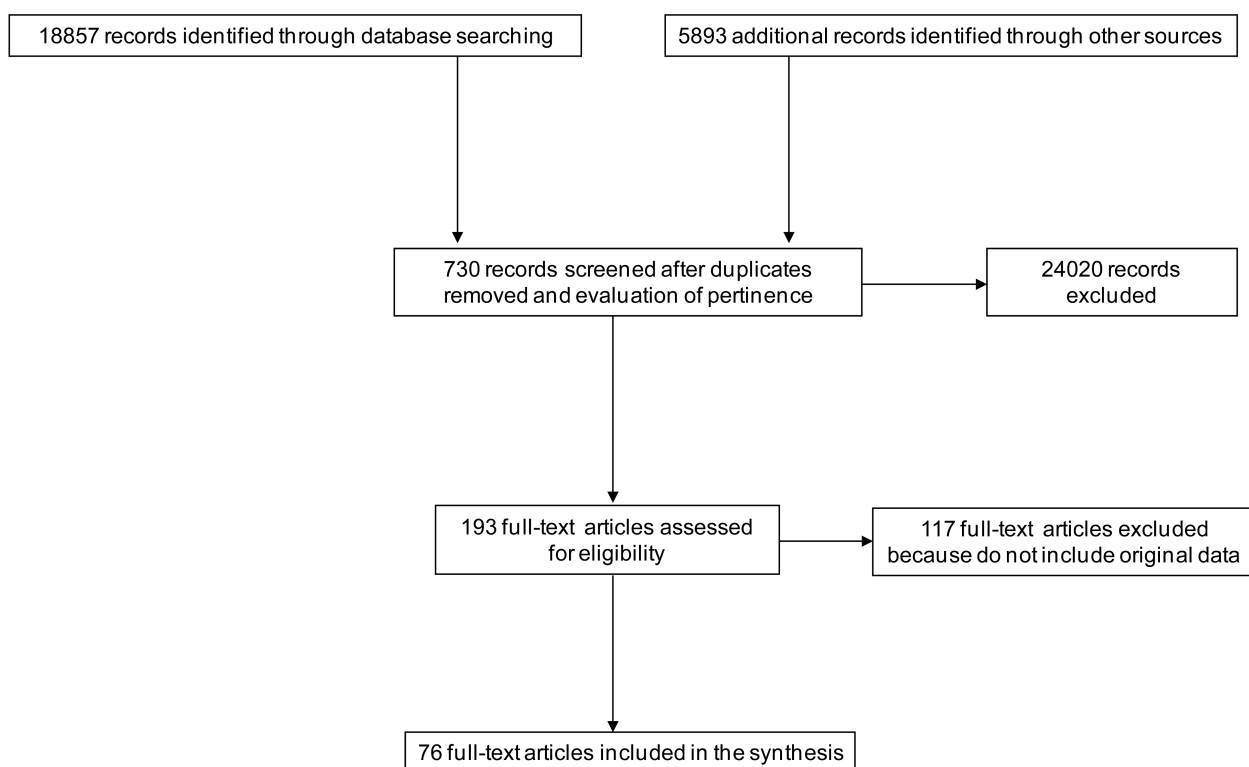 18857 records identified through database searching
5893 additional records identified through other sources
730 records screened after duplicates
removed and evaluation of pertinence
24020 records
excluded
193 full-text articles assessed
for eligibility
117 full-text articles excluded
because do not include original data
76 full-text articles included in the synthesis